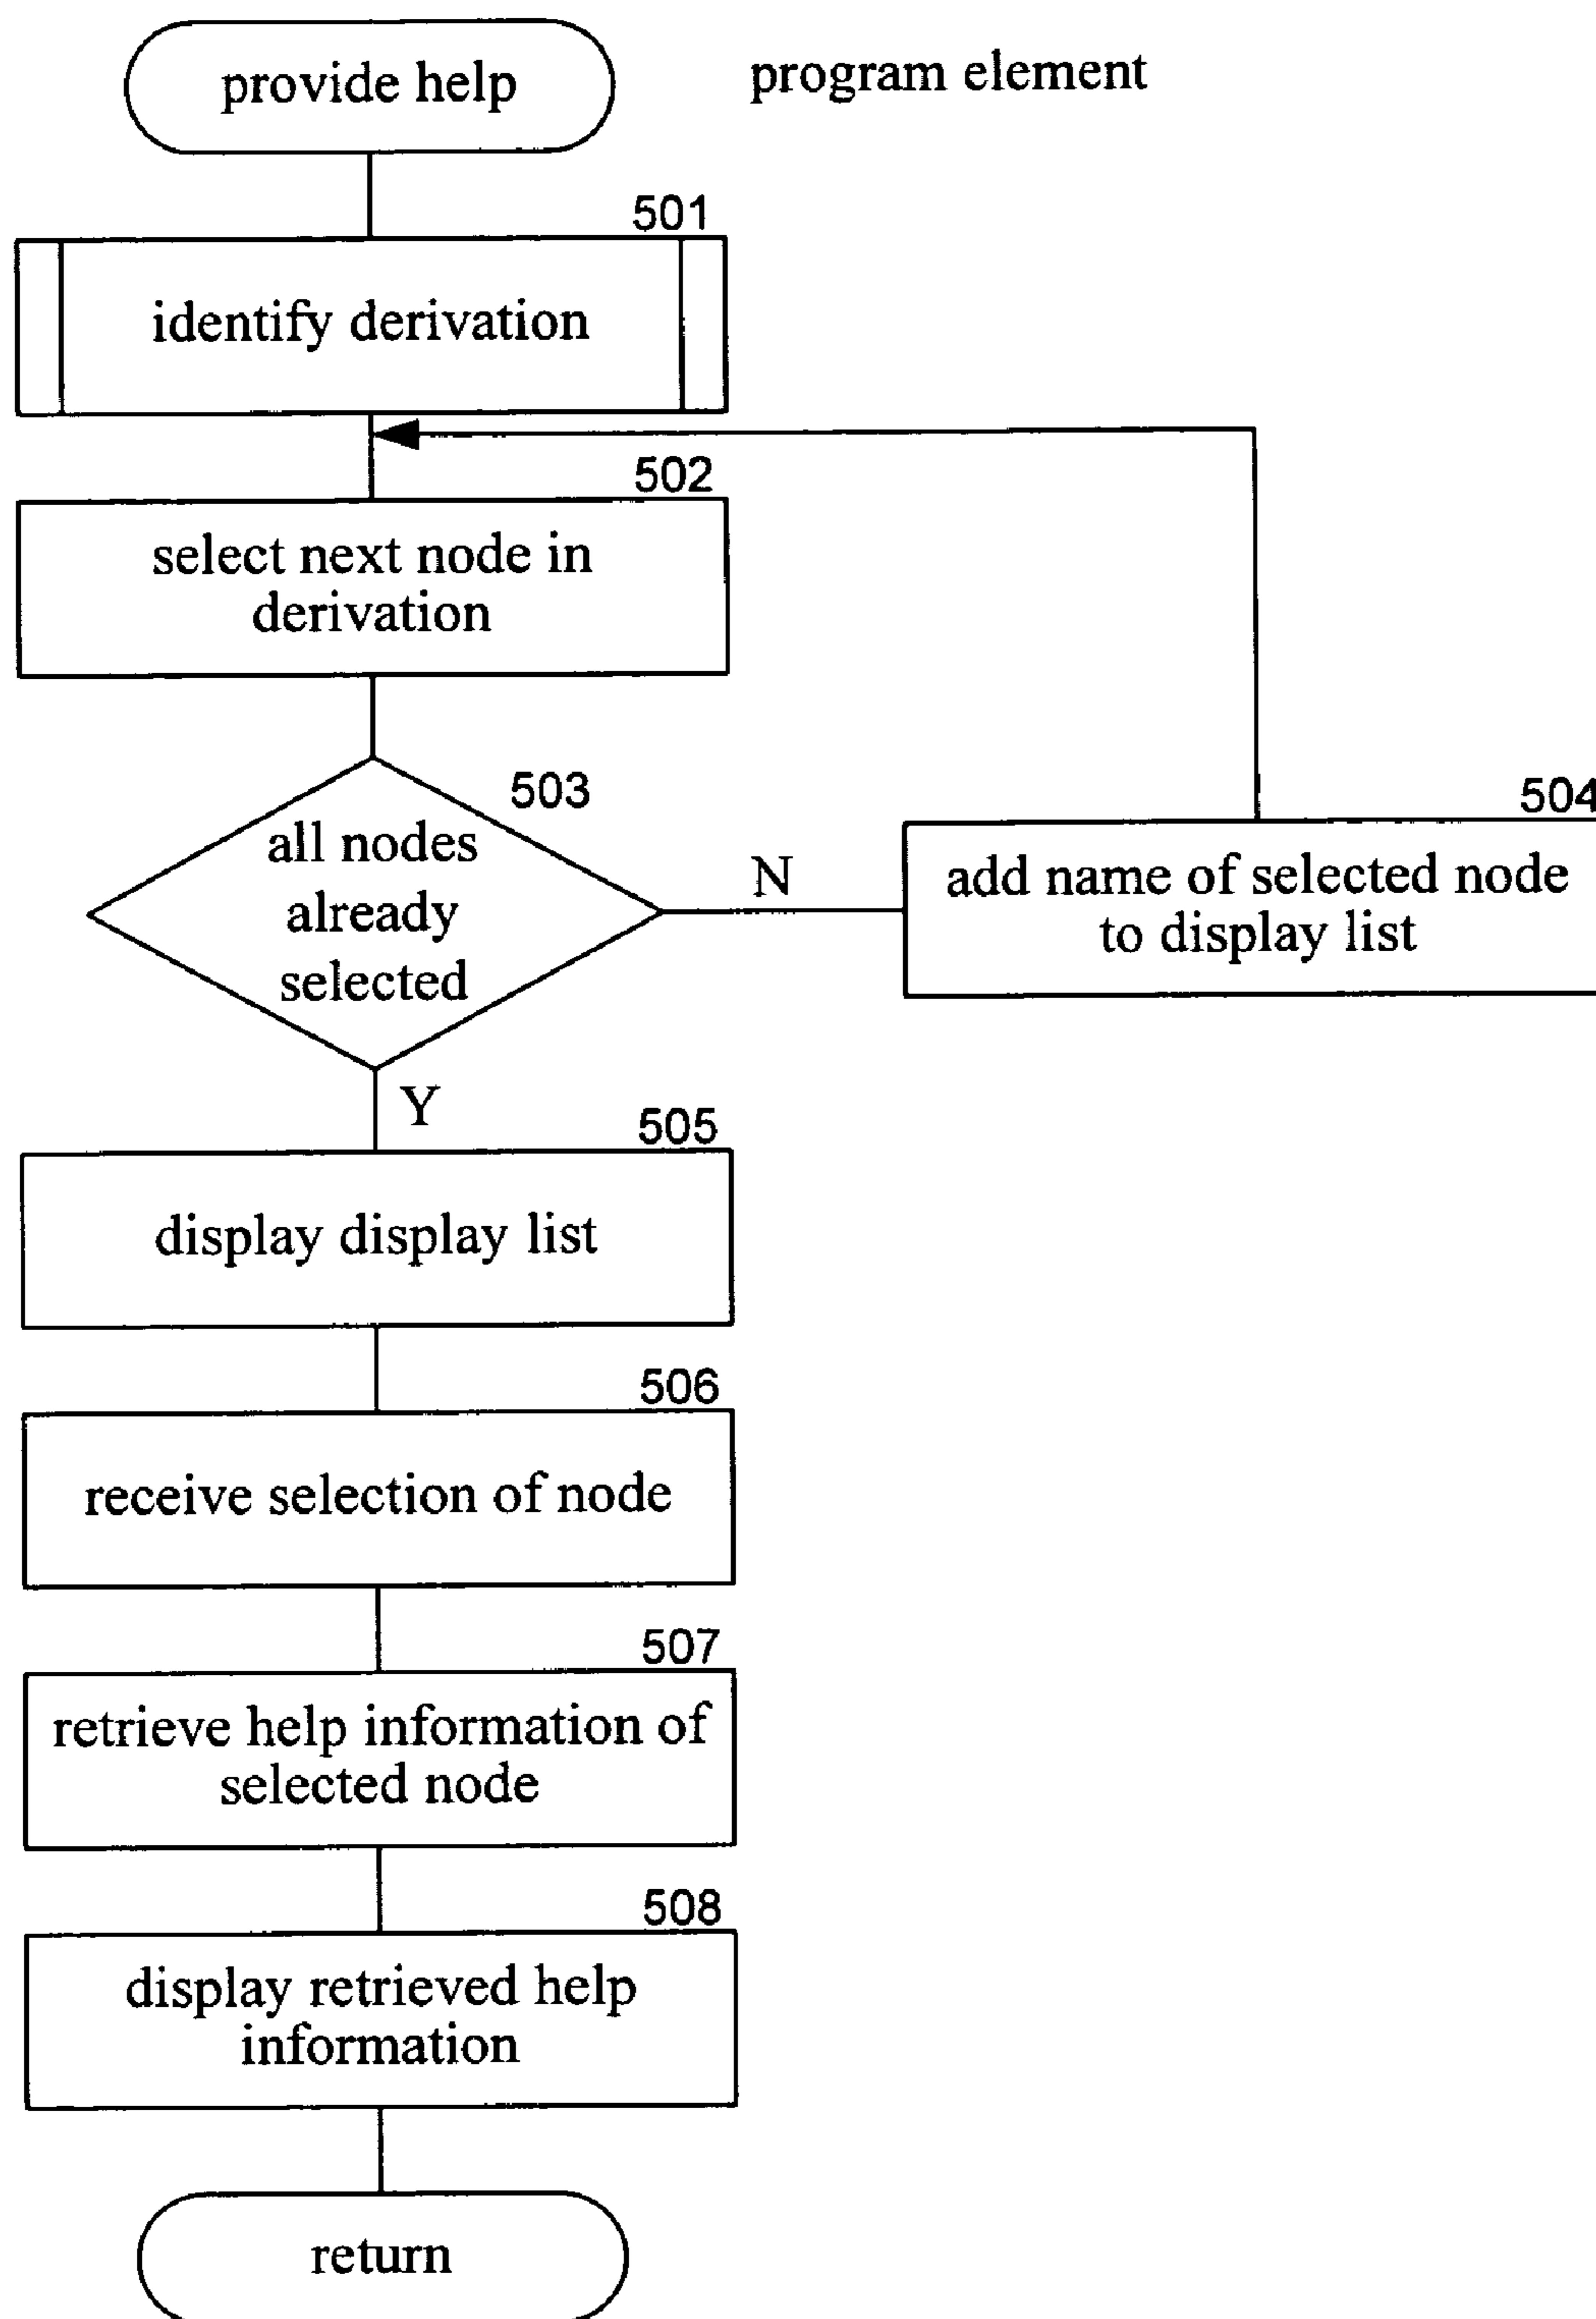 provide help
program element
501
identify derivation
502
select next node in
derivation
503
all nodes
already
selected
N
504
add name of selected node
to display list
Y
505
display display list
506
receive selection of node
507
retrieve help information of
selected node
508
display retrieved help
information
return